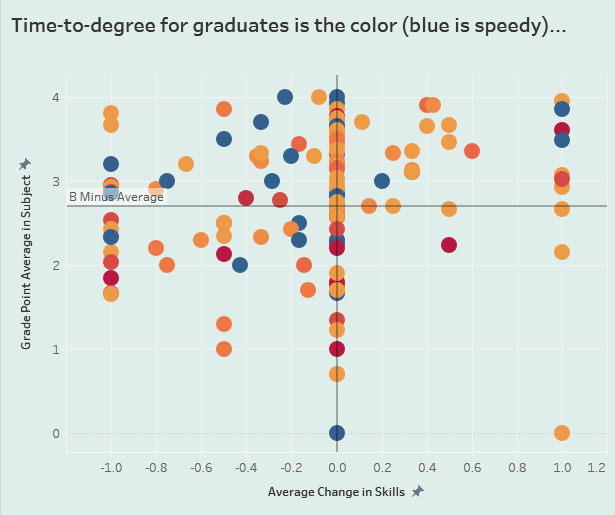 Time-to-degree for graduates is the color (blue is speedy)...
4
3
B Minus Average
2
1
0
Grade Point Average in Subject
-1.0 -0.8 -0.6 -0.4 -0.2 0.0 0.2 0.4 0.6 0.8 1.0 1.2
Average Change in Skills